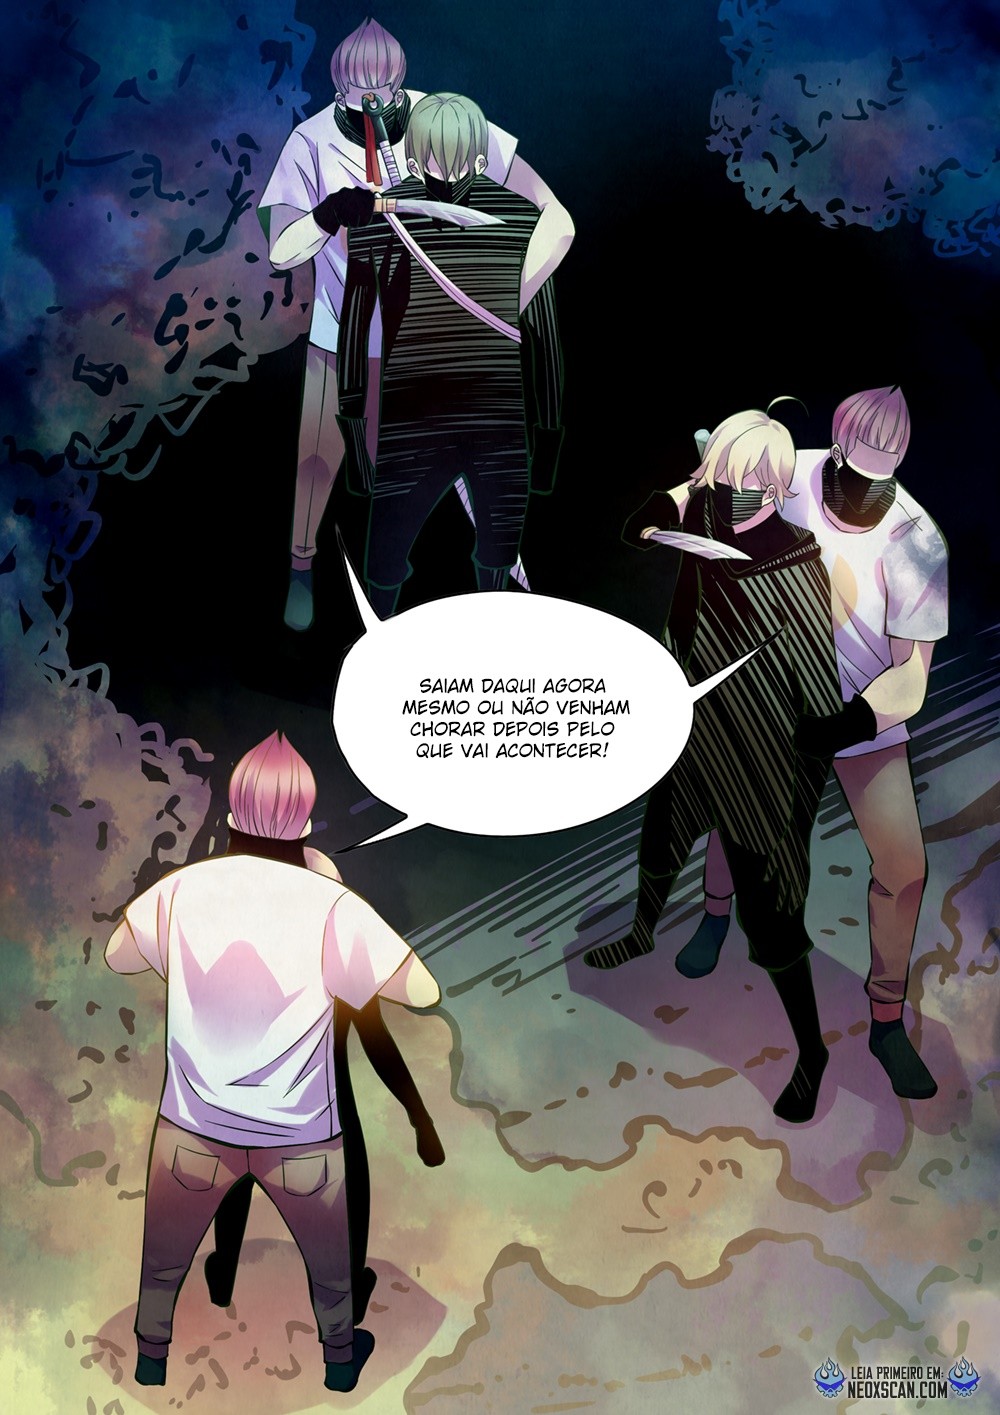 SAIAM DAQUI AGORA
MESMO OU NÃO VENHAM
CHORAR DEPOIS PELO
QUE VAI ACONTECER!
LEIA PRIMEIRO EM:
NEOXSCAN.COM